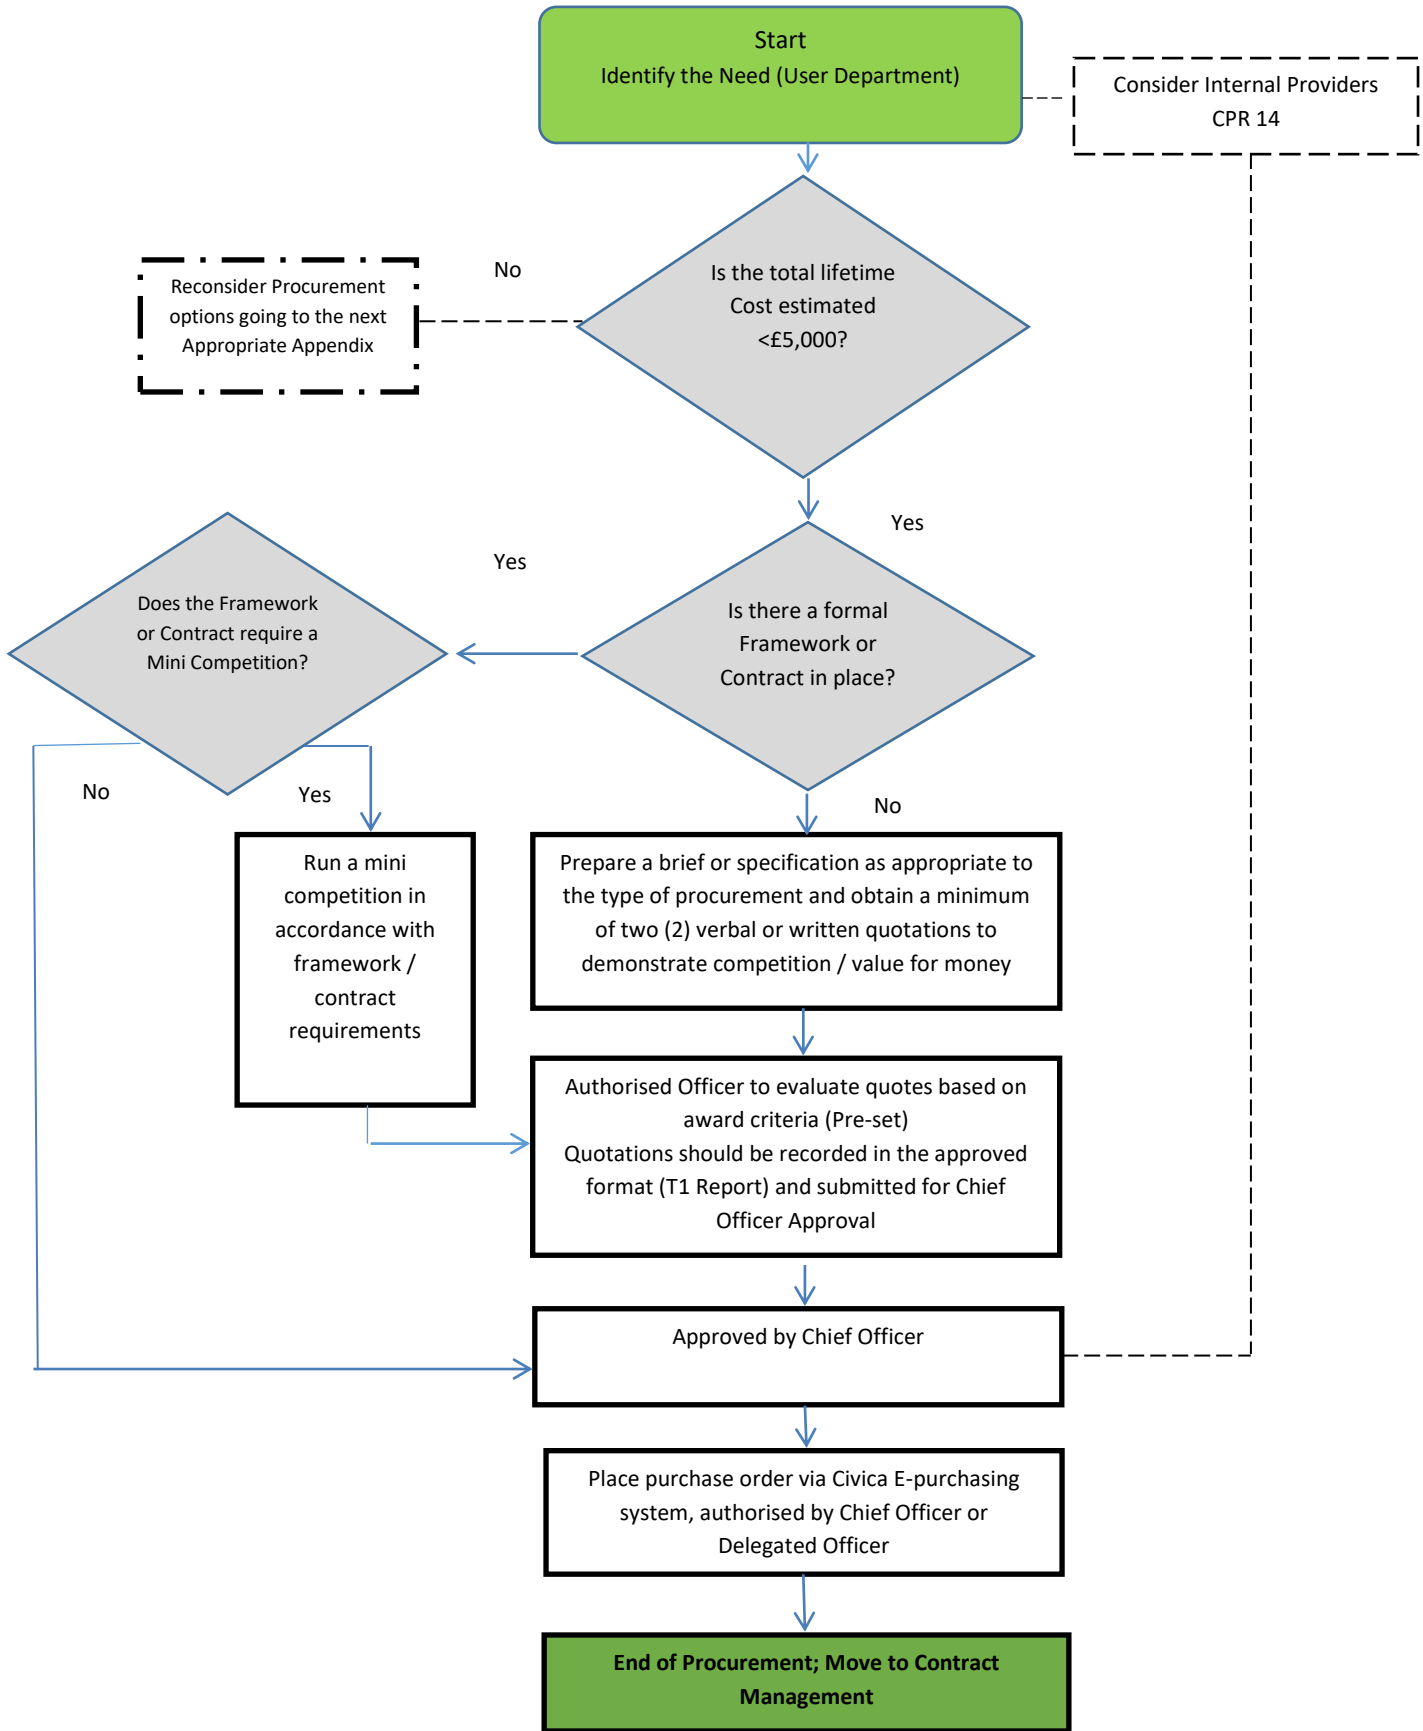 Start
Identify the Need (User Department)
Consider Internal Providers
CPR 14
No
Is the total lifetime
Cost estimated
<£5,000?
Reconsider Procurement
options going to the next
Appropriate Appendix
Yes
Yes
Does the Framework
or Contract require a
Mini Competition?
Is there a formal
Framework or
Contract in place?
No
Yes
No
Run a mini
competition in
accordance with
framework /
contract
requirements
Prepare a brief or specification as appropriate to
the type of procurement and obtain a minimum
of two (2) verbal or written quotations to
demonstrate competition / value for money
Authorised Officer to evaluate quotes based on
award criteria (Pre-set)
Quotations should be recorded in the approved
format (T1 Report) and submitted for Chief
Officer Approval
Approved by Chief Officer
Place purchase order via Civica E-purchasing
system, authorised by Chief Officer or
Delegated Officer
End of Procurement; Move to Contract
Management